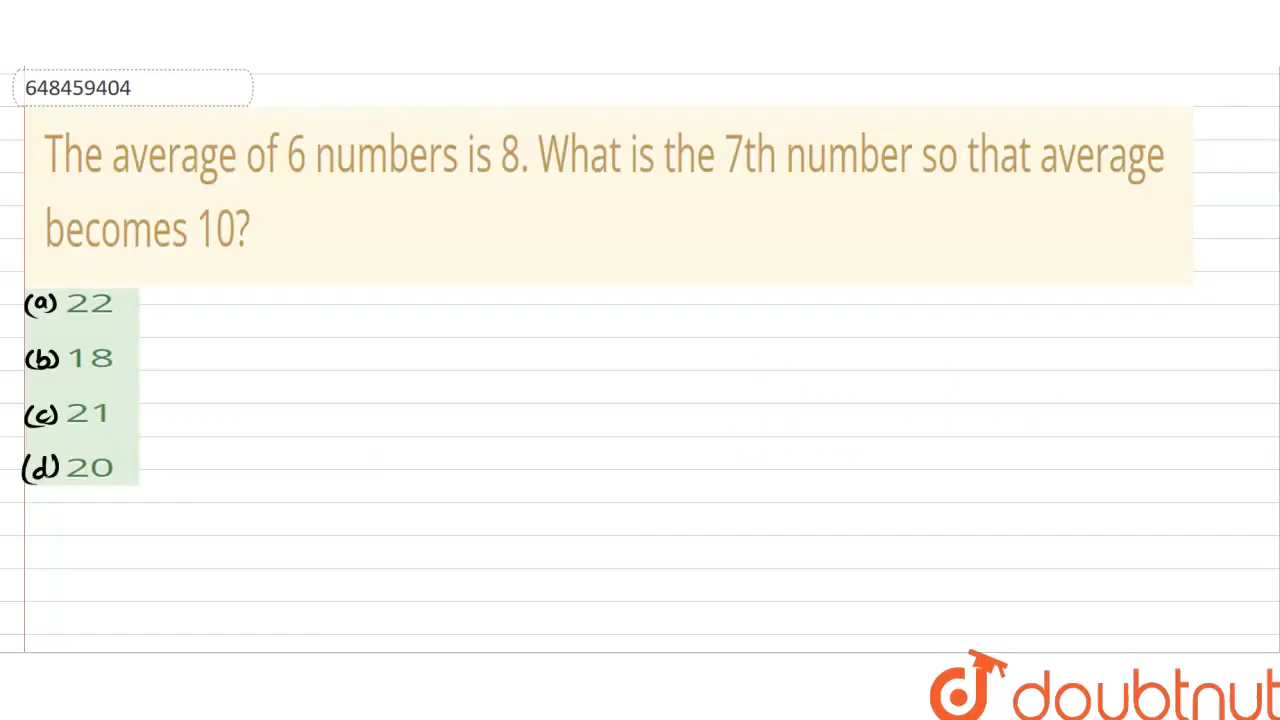 648459404
The average of 6 numbers is 8. What is the 7th number so that average
becomes 10?
(a) 22
(b) 18
(c) 21
(d) 20
doubtnut